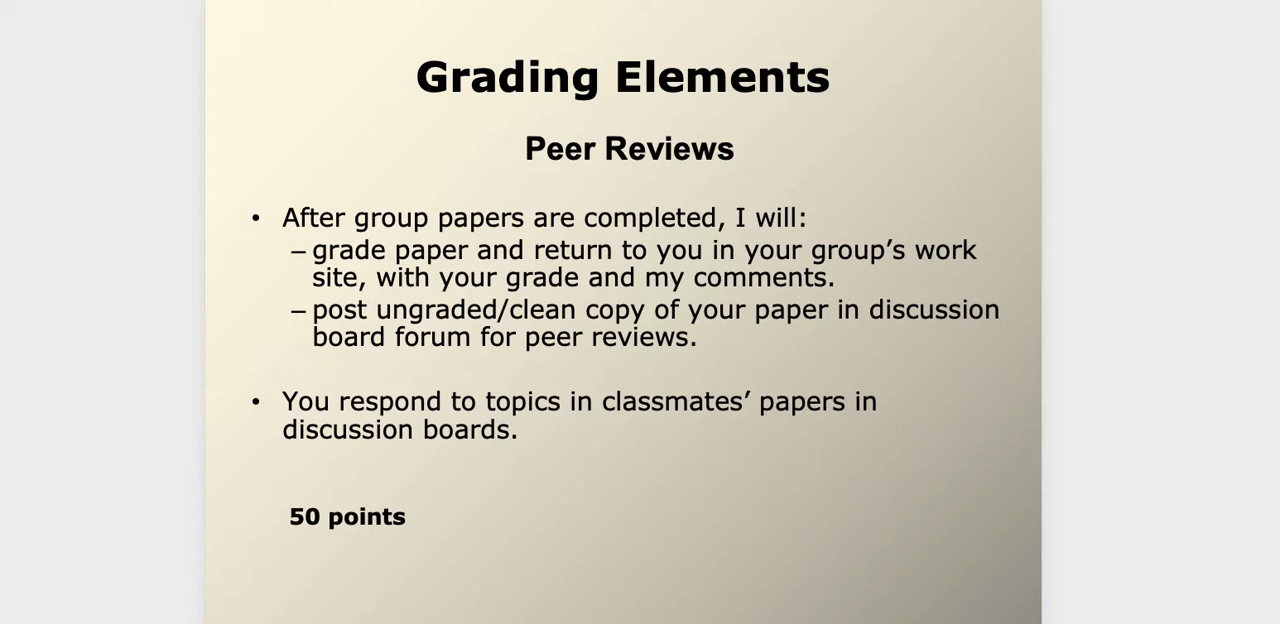 Grading Elements
Peer Reviews
• After group papers are completed, I will:
– grade paper and return to you in your group’s work
site, with your grade and my comments.
– post ungraded/clean copy of your paper in discussion
board forum for peer reviews.
• You respond to topics in classmates’ papers in
discussion boards.
50 points